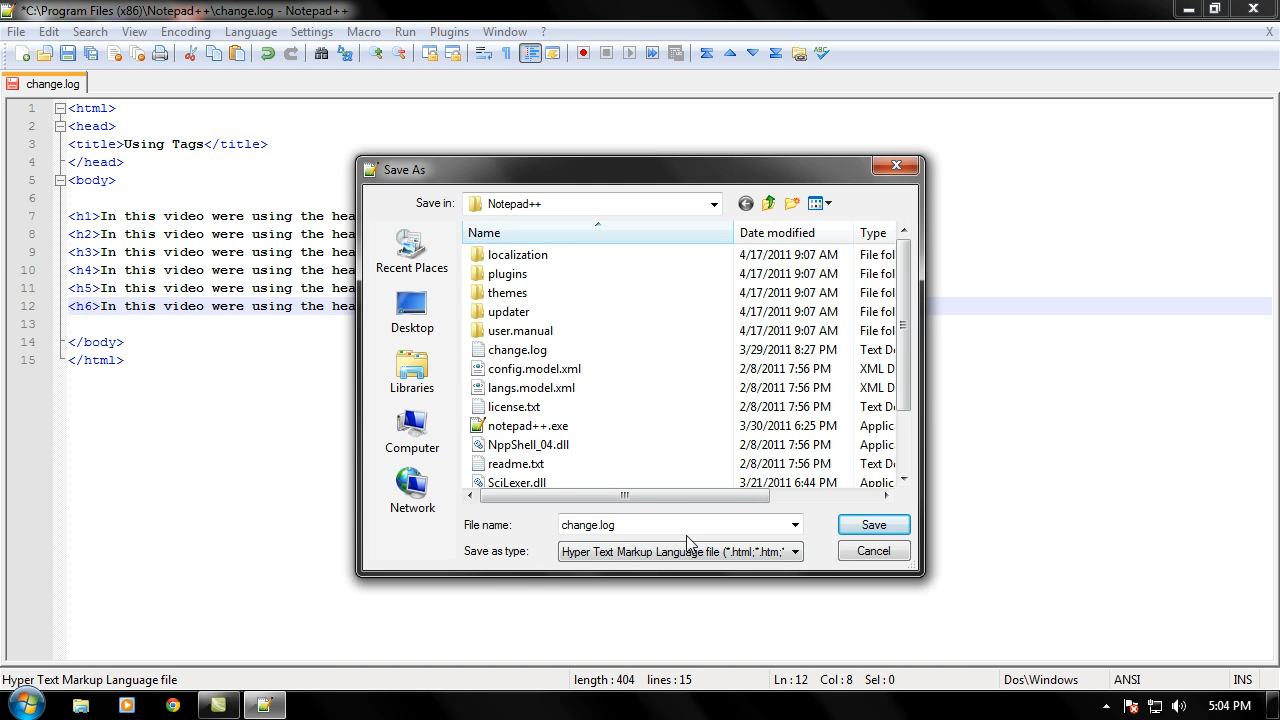 *C:\Program Files (x86)\Notepad++\change.log - Notepad++
File Edit Search View Encoding Language Settings Macro Run Plugins Window ? X
ABC
change.log
1 <html>
2 <head>
3 <title>Using Tags</title>
4 </head>
5 <body>
6
7 <h1>In this video were using the hea
8 <h2>In this video were using the hea
9 <h3>In this video were using the hea
10 <h4>In this video were using the hea
11 <h5>In this video were using the hea
12 <h6>In this video were using the hea
13
14 </body>
15 </html>
Save As
Save in: Notepad++
Recent Places
Desktop
Libraries
Computer
Network
Name Date modified Type
localization 4/17/2011 9:07 AM File fol
plugins 4/17/2011 9:07 AM File fol
themes 4/17/2011 9:07 AM File fol
updater 4/17/2011 9:07 AM File fol
user.manual 4/17/2011 9:07 AM File fol
change.log 3/29/2011 8:27 PM Text D
config.model.xml 2/8/2011 7:56 PM XML D
langs.model.xml 2/8/2011 7:56 PM XML D
license.txt 2/8/2011 7:56 PM Text D
notepad++.exe 3/30/2011 6:25 PM Applic
NppShell_04.dll 2/8/2011 7:56 PM Applic
readme.txt 2/8/2011 7:56 PM Text D
SciLexer.dll 3/21/2011 6:44 PM Applic
File name: change.log Save
Save as type: Hyper Text Markup Language file (*.html;*.htm;* Cancel
Hyper Text Markup Language file length : 404 lines : 15 Ln : 12 Col : 8 Sel : 0 Dos\Windows ANSI INS
5:04 PM